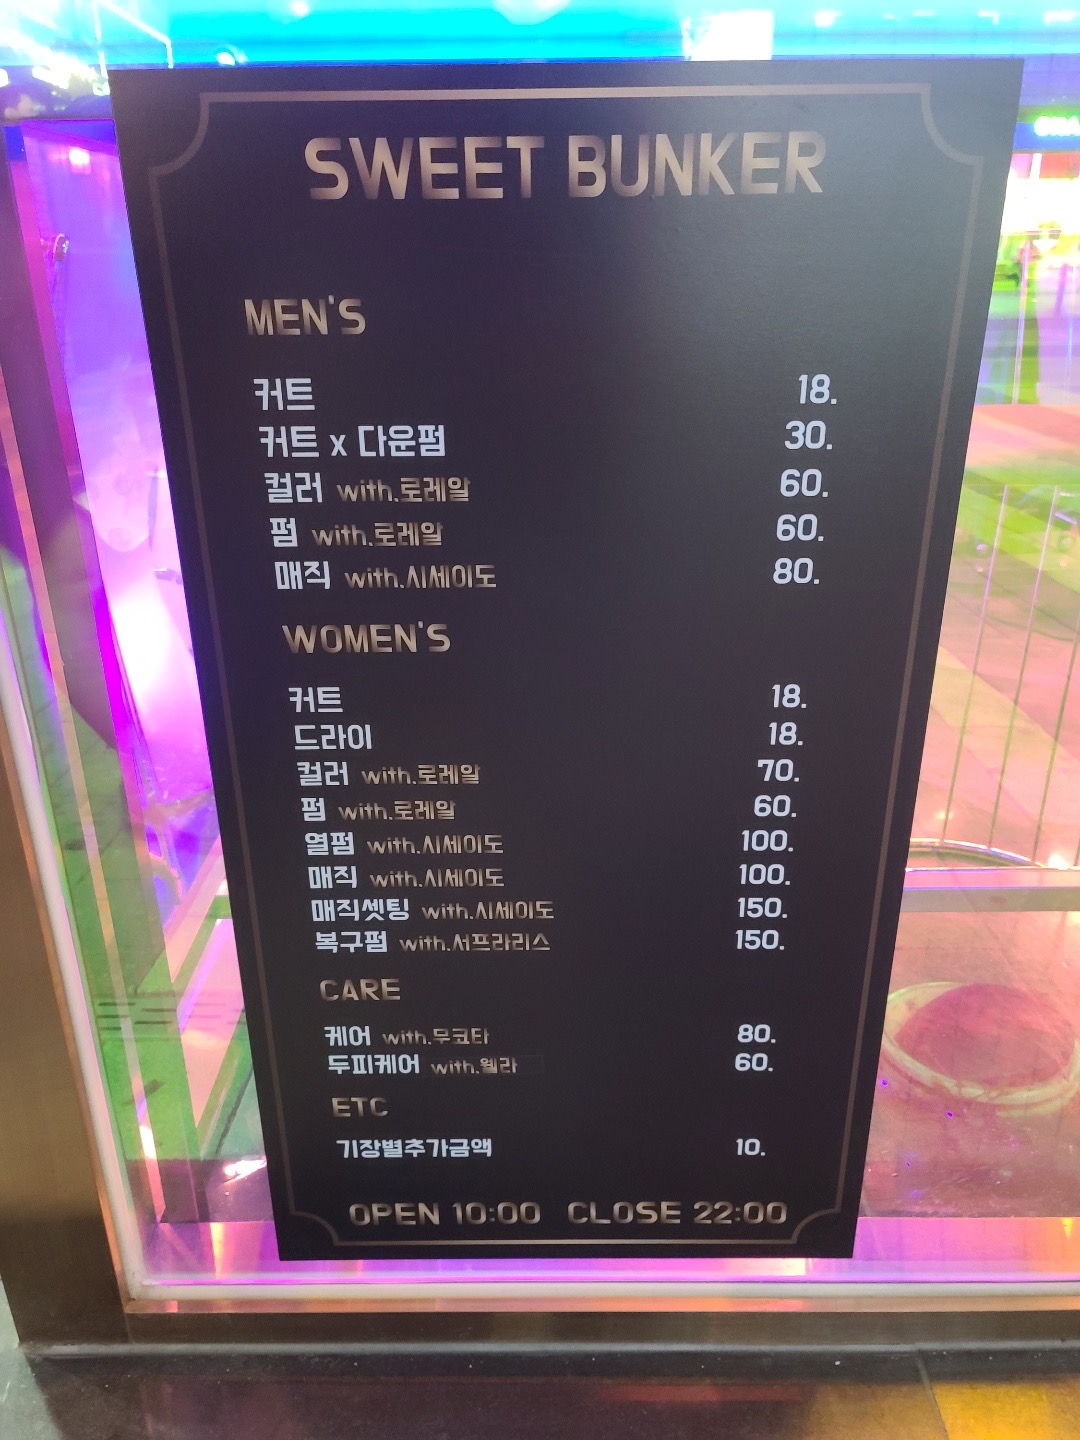 SWEET BUNKER
MEN'S
커트 18.
커트 x 다운펌 30.
컬러 with.로레알 60.
펌 with.로레알 60.
매직 with.시세이도 80.
WOMEN'S
커트 18.
드라이 18.
컬러 with.로레알 70.
펌 with.로레알 60.
열펌 with.시세이도 100.
매직 with.시세이도 100.
매직셋팅 with.시세이도 150.
복구펌 with.서프라리스 150.
CARE
케어 with.무코타 80.
두피케어 with.웰라 60.
ETC
기장별추가금액 10.
OPEN 10:00 CLOSE 22:00